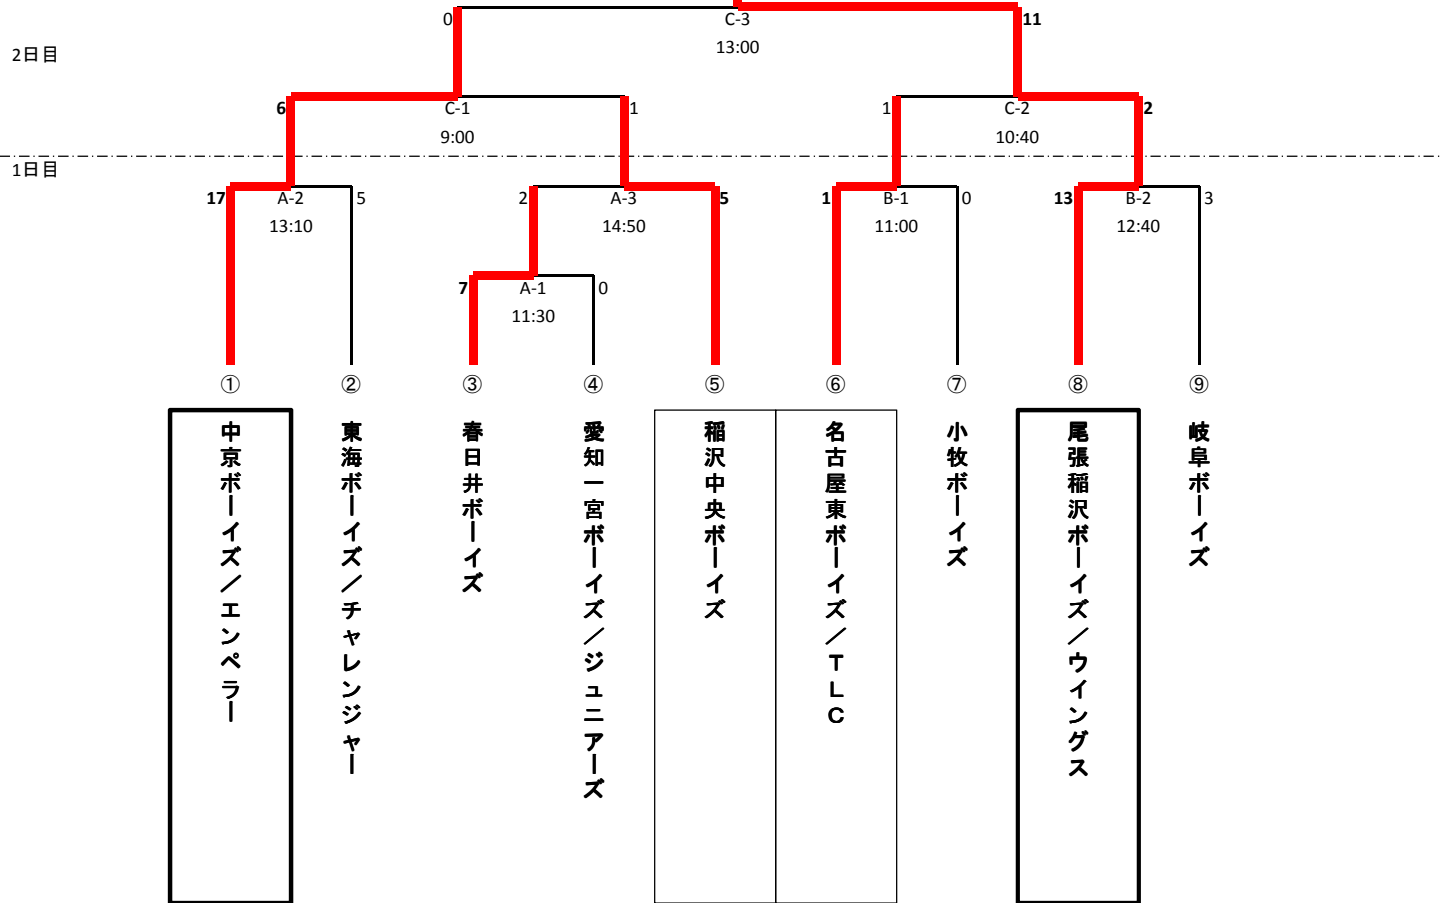 0
C-3
11
13:00
2日目
6
C-1
1
1
C-2
2
9:00
10:40
1日目
17
A-2
5
2
A-3
5
1
B-1
0
13
B-2
3
13:10
14:50
11:00
12:40
7
A-1
0
11:30
①
②
③
④
⑤
⑥
⑦
⑧
⑨
中京ボーイズ／エンペラー
東海ボーイズ／チャレンジャー
春日井ボーイズ
愛知一宮ボーイズ／ジュニアーズ
稲沢中央ボーイズ
名古屋東ボーイズ／ＴＬＣ
小牧ボーイズ
尾張稲沢ボーイズ／ウイングス
岐阜ボーイズ